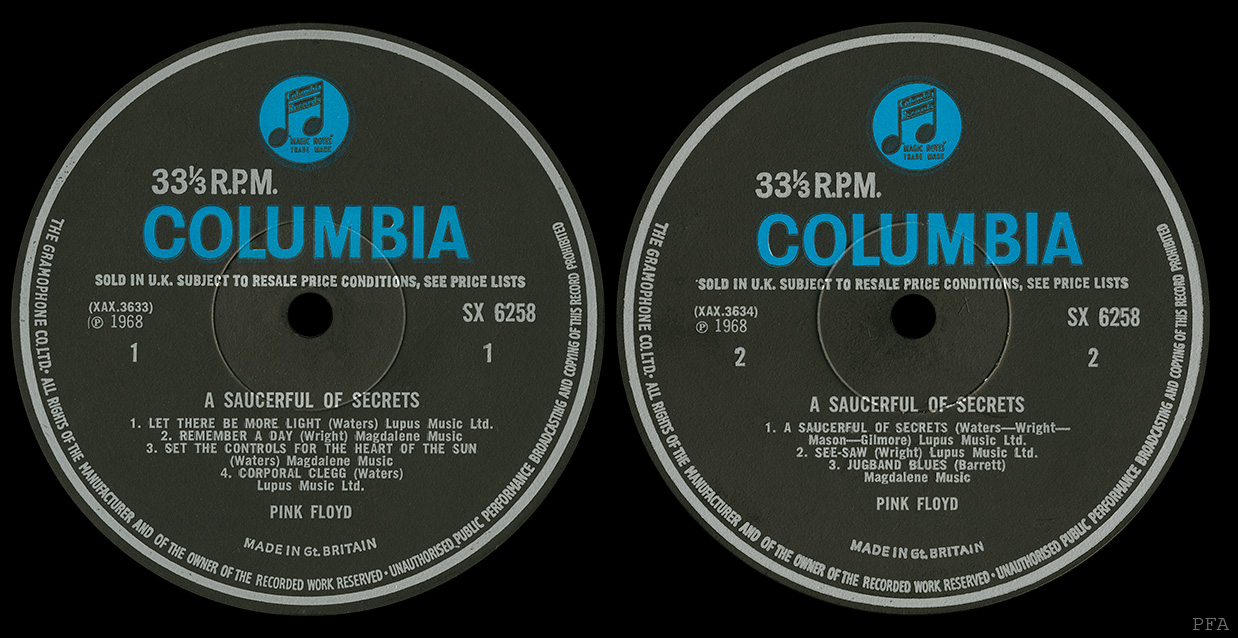 Columbia
Records
"MAGIC NOTES"
TRADE MARK
33⅓ R.P.M.
COLUMBIA
SOLD IN U.K. SUBJECT TO RESALE PRICE CONDITIONS, SEE PRICE LISTS
(XAX.3633)
℗ 1968
SX 6258
1
1
A SAUCERFUL OF SECRETS
1. LET THERE BE MORE LIGHT (Waters) Lupus Music Ltd.
2. REMEMBER A DAY (Wright) Magdalene Music
3. SET THE CONTROLS FOR THE HEART OF THE SUN
(Waters) Magdalene Music
4. CORPORAL CLEGG (Waters)
Lupus Music Ltd.
PINK FLOYD
MADE IN Gt. BRITAIN
THE GRAMOPHONE CO. LTD. • ALL RIGHTS OF THE MANUFACTURER AND OF THE OWNER OF THE RECORDED WORK RESERVED • UNAUTHORISED PUBLIC PERFORMANCE BROADCASTING AND COPYING OF THIS RECORD PROHIBITED
Columbia
Records
"MAGIC NOTES"
TRADE MARK
33⅓ R.P.M.
COLUMBIA
SOLD IN U.K. SUBJECT TO RESALE PRICE CONDITIONS, SEE PRICE LISTS
(XAX.3634)
℗ 1968
SX 6258
2
2
A SAUCERFUL OF SECRETS
1. A SAUCERFUL OF SECRETS (Waters—Wright—
Mason—Gilmore) Lupus Music Ltd.
2. SEE-SAW (Wright) Lupus Music Ltd.
3. JUGBAND BLUES (Barrett)
Magdalene Music
PINK FLOYD
MADE IN Gt. BRITAIN
THE GRAMOPHONE CO. LTD. • ALL RIGHTS OF THE MANUFACTURER AND OF THE OWNER OF THE RECORDED WORK RESERVED • UNAUTHORISED PUBLIC PERFORMANCE BROADCASTING AND COPYING OF THIS RECORD PROHIBITED
PFA